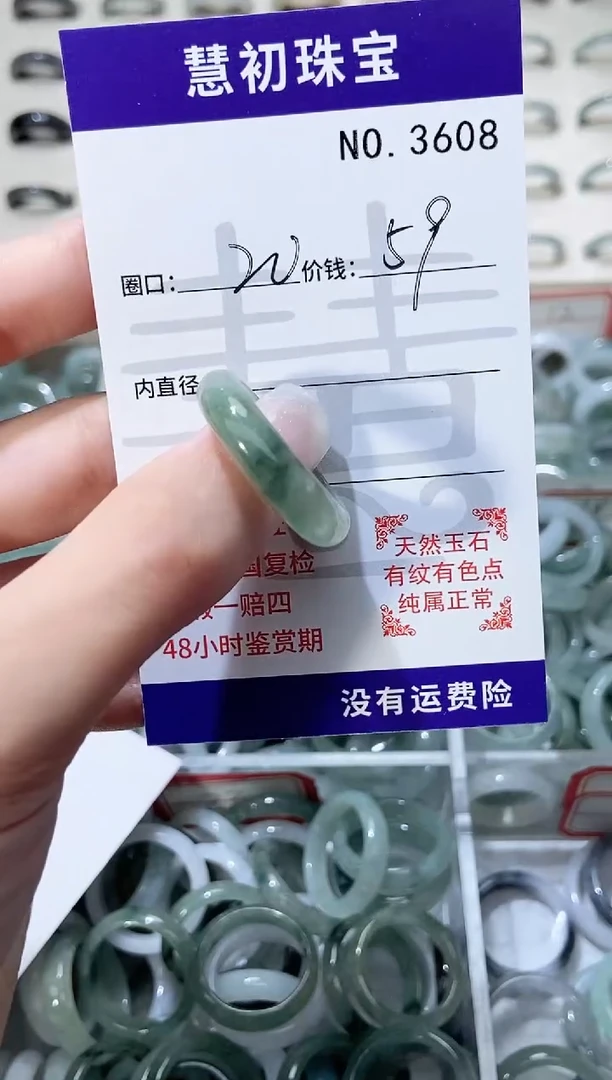 慧初珠宝
NO. 3608
圈口: 20 价钱: 59
内直径
复检
一赔四
48小时鉴赏期
天然玉石
有纹有色点
纯属正常
没有运费险